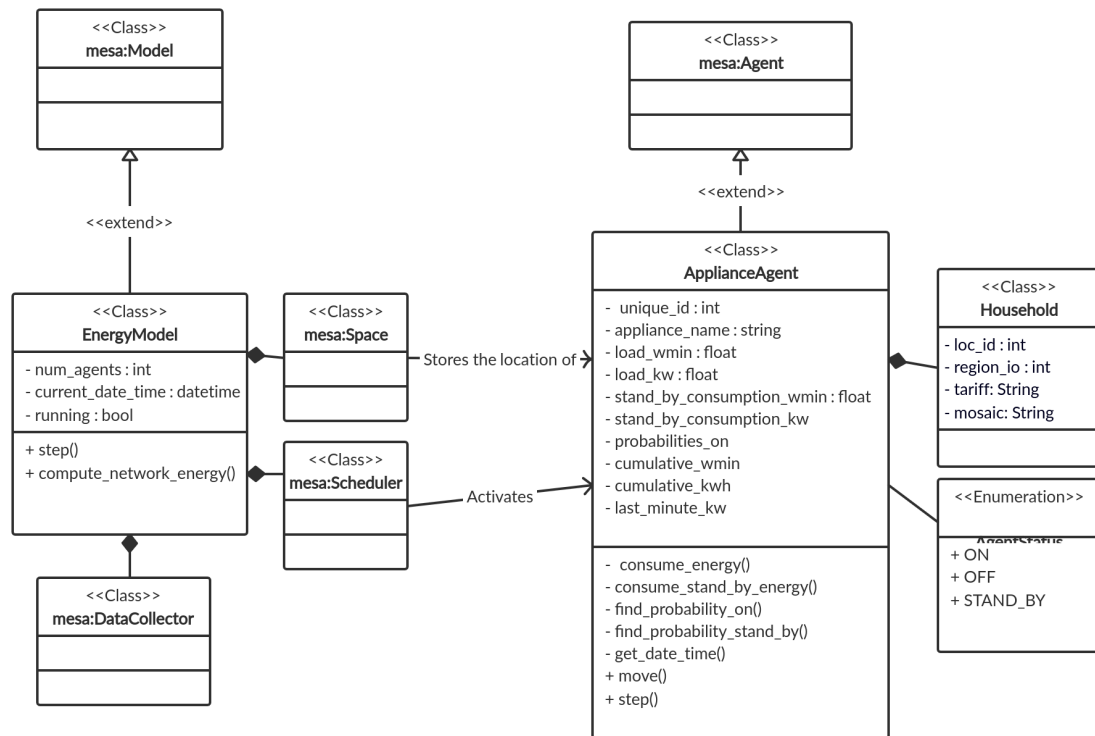 <<Class>>
mesa:Model
<<extend>>
<<Class>>
EnergyModel
- num_agents : int
- current_date_time : datetime
- running : bool
+ step()
+ compute_network_energy()
<<Class>>
mesa:DataCollector
<<Class>>
mesa:Space
<<Class>>
mesa:Scheduler
Stores the location of
Activates
<<Class>>
mesa:Agent
<<extend>>
<<Class>>
ApplianceAgent
- unique_id : int
- appliance_name : string
- load_wmin : float
- load_kw : float
- stand_by_consumption_wmin : float
- stand_by_consumption_kw
- probabilities_on
- cumulative_wmin
- cumulative_kwh
- last_minute_kw
- consume_energy()
- consume_stand_by_energy()
- find_probability_on()
- find_probability_stand_by()
- get_date_time()
+ move()
+ step()
<<Class>>
Household
- loc_id : int
- region_io : int
- tariff: String
- mosaic: String
<<Enumeration>>
AgentStatus
+ ON
+ OFF
+ STAND_BY